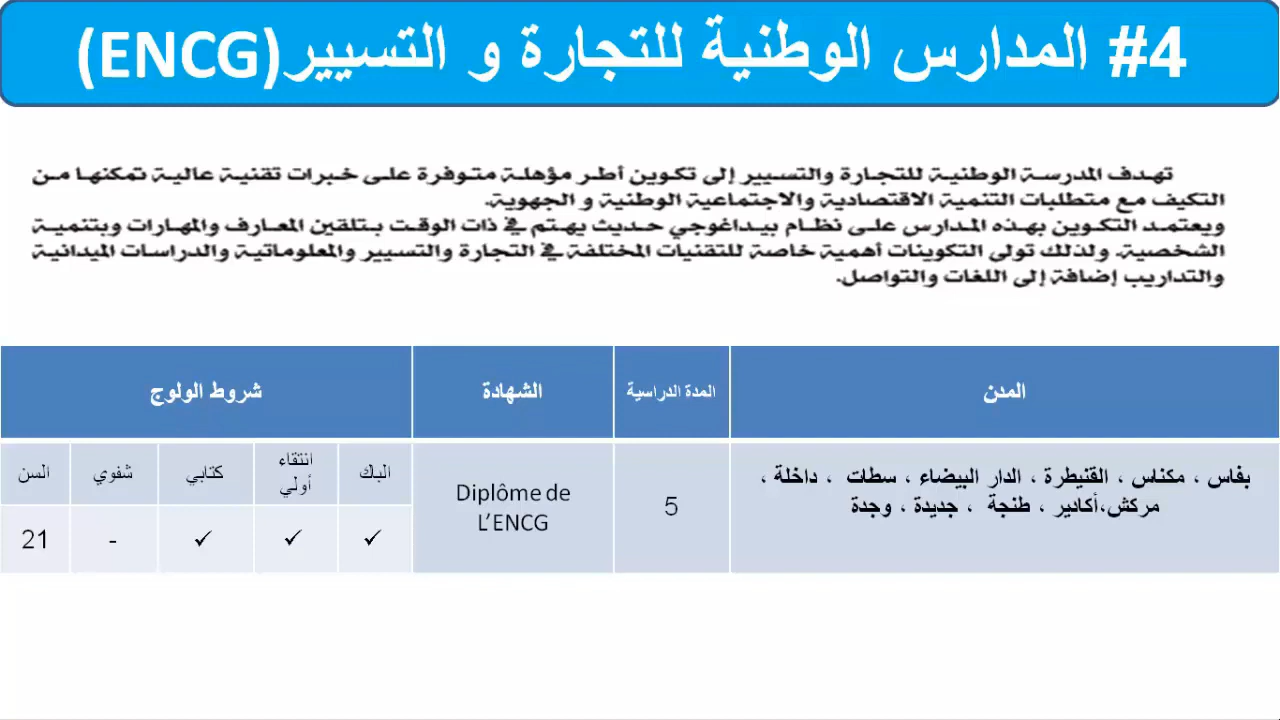 #4 المدارس الوطنية للتجارة و التسيير(ENCG)
تهدف المدرسة الوطنية للتجارة والتسيير إلى تكوين أطر مؤهلة متوفرة على خبرات تقنية عالية تمكنها من
التكيف مع متطلبات التنمية الاقتصادية والاجتماعية الوطنية و الجهوية.
ويعتمد التكوين بهذه المدارس على نظام بيداغوجي حديث يهتم في ذات الوقت بتلقين المعارف والمهارات وبتنمية
الشخصية. ولذلك تولى التكوينات أهمية خاصة للتقنيات المختلفة في التجارة والتسيير والمعلوماتية والدراسات الميدانية
والتداريب إضافة إلى اللغات والتواصل.
المدن
المدة الدراسية
الشهادة
شروط الولوج
بفاس ، مكناس ، القنيطرة ، الدار البيضاء ، سطات ، داخلة ،
مركش،أكادير ، طنجة ، جديدة ، وجدة
5
Diplôme de
L’ENCG
الباك
انتقاء
أولي
كتابي
شفوي
السن
✓
✓
✓
-
21